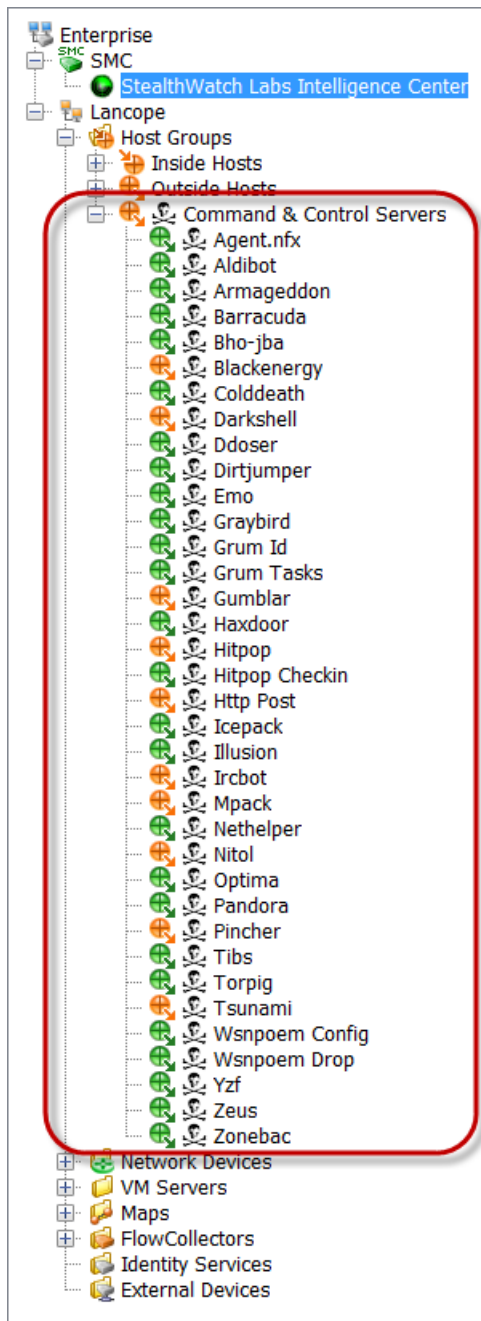 Enterprise
SMC
SMC
StealthWatch Labs Intelligence Center
Lancope
Host Groups
Inside Hosts
Outside Hosts
Command & Control Servers
Agent.nfx
Aldibot
Armageddon
Barracuda
Bho-jba
Blackenergy
Colddeath
Darkshell
Ddoser
Dirtjumper
Emo
Graybird
Grum Id
Grum Tasks
Gumblar
Haxdoor
Hitpop
Hitpop Checkin
Http Post
Icepack
Illusion
Ircbot
Mpack
Nethelper
Nitol
Optima
Pandora
Pincher
Tibs
Torpig
Tsunami
Wsnpoem Config
Wsnpoem Drop
Yzf
Zeus
Zonebac
Network Devices
VM Servers
Maps
FlowCollectors
Identity Services
External Devices